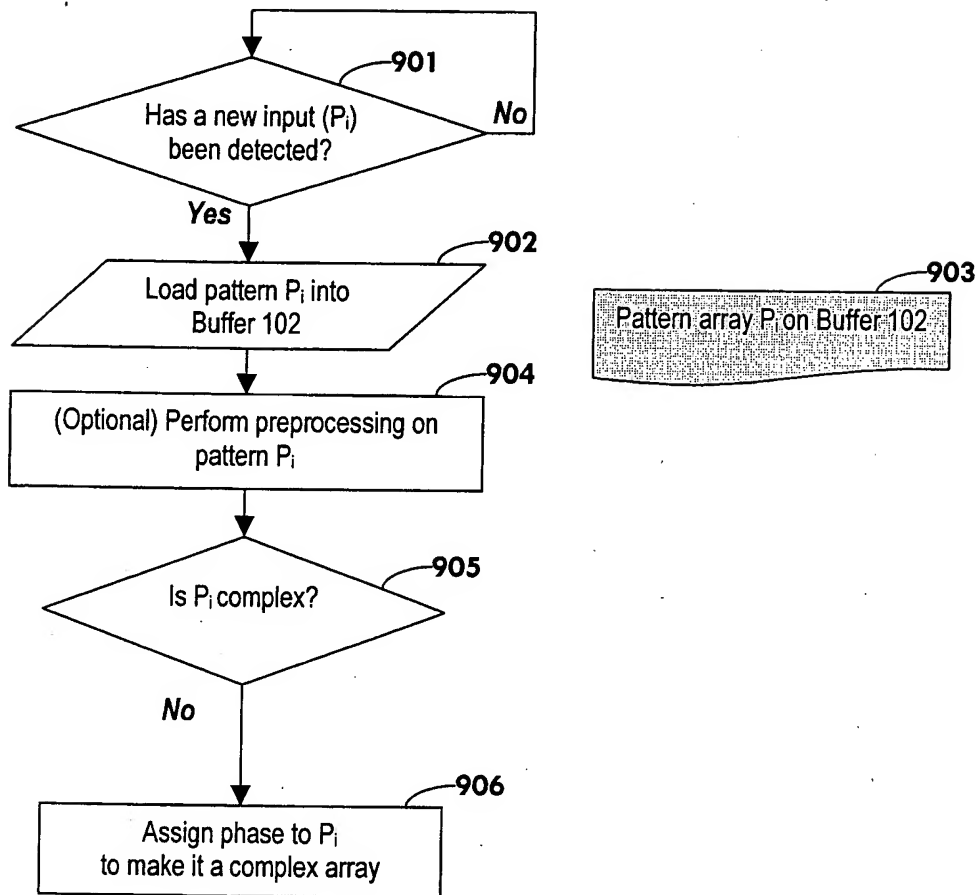 901
Has a new input (Pi)
been detected?
No
Yes
902
Load pattern Pi into
Buffer 102
903
Pattern array Pi on Buffer 102
904
(Optional) Perform preprocessing on
pattern Pi
905
Is Pi complex?
No
906
Assign phase to Pi
to make it a complex array